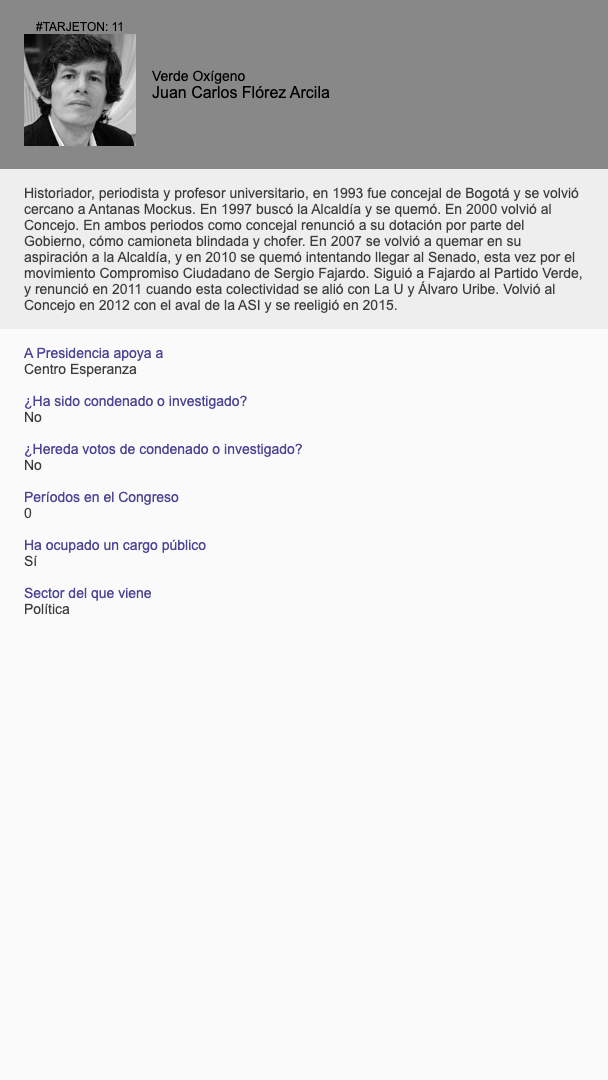 #TARJETON: 11
Verde Oxígeno
Juan Carlos Flórez Arcila
Historiador, periodista y profesor universitario, en 1993 fue concejal de Bogotá y se volvió
cercano a Antanas Mockus. En 1997 buscó la Alcaldía y se quemó. En 2000 volvió al
Concejo. En ambos periodos como concejal renunció a su dotación por parte del
Gobierno, cómo camioneta blindada y chofer. En 2007 se volvió a quemar en su
aspiración a la Alcaldía, y en 2010 se quemó intentando llegar al Senado, esta vez por el
movimiento Compromiso Ciudadano de Sergio Fajardo. Siguió a Fajardo al Partido Verde,
y renunció en 2011 cuando esta colectividad se alió con La U y Álvaro Uribe. Volvió al
Concejo en 2012 con el aval de la ASI y se reeligió en 2015.
A Presidencia apoya a
Centro Esperanza
¿Ha sido condenado o investigado?
No
¿Hereda votos de condenado o investigado?
No
Períodos en el Congreso
0
Ha ocupado un cargo público
Sí
Sector del que viene
Política